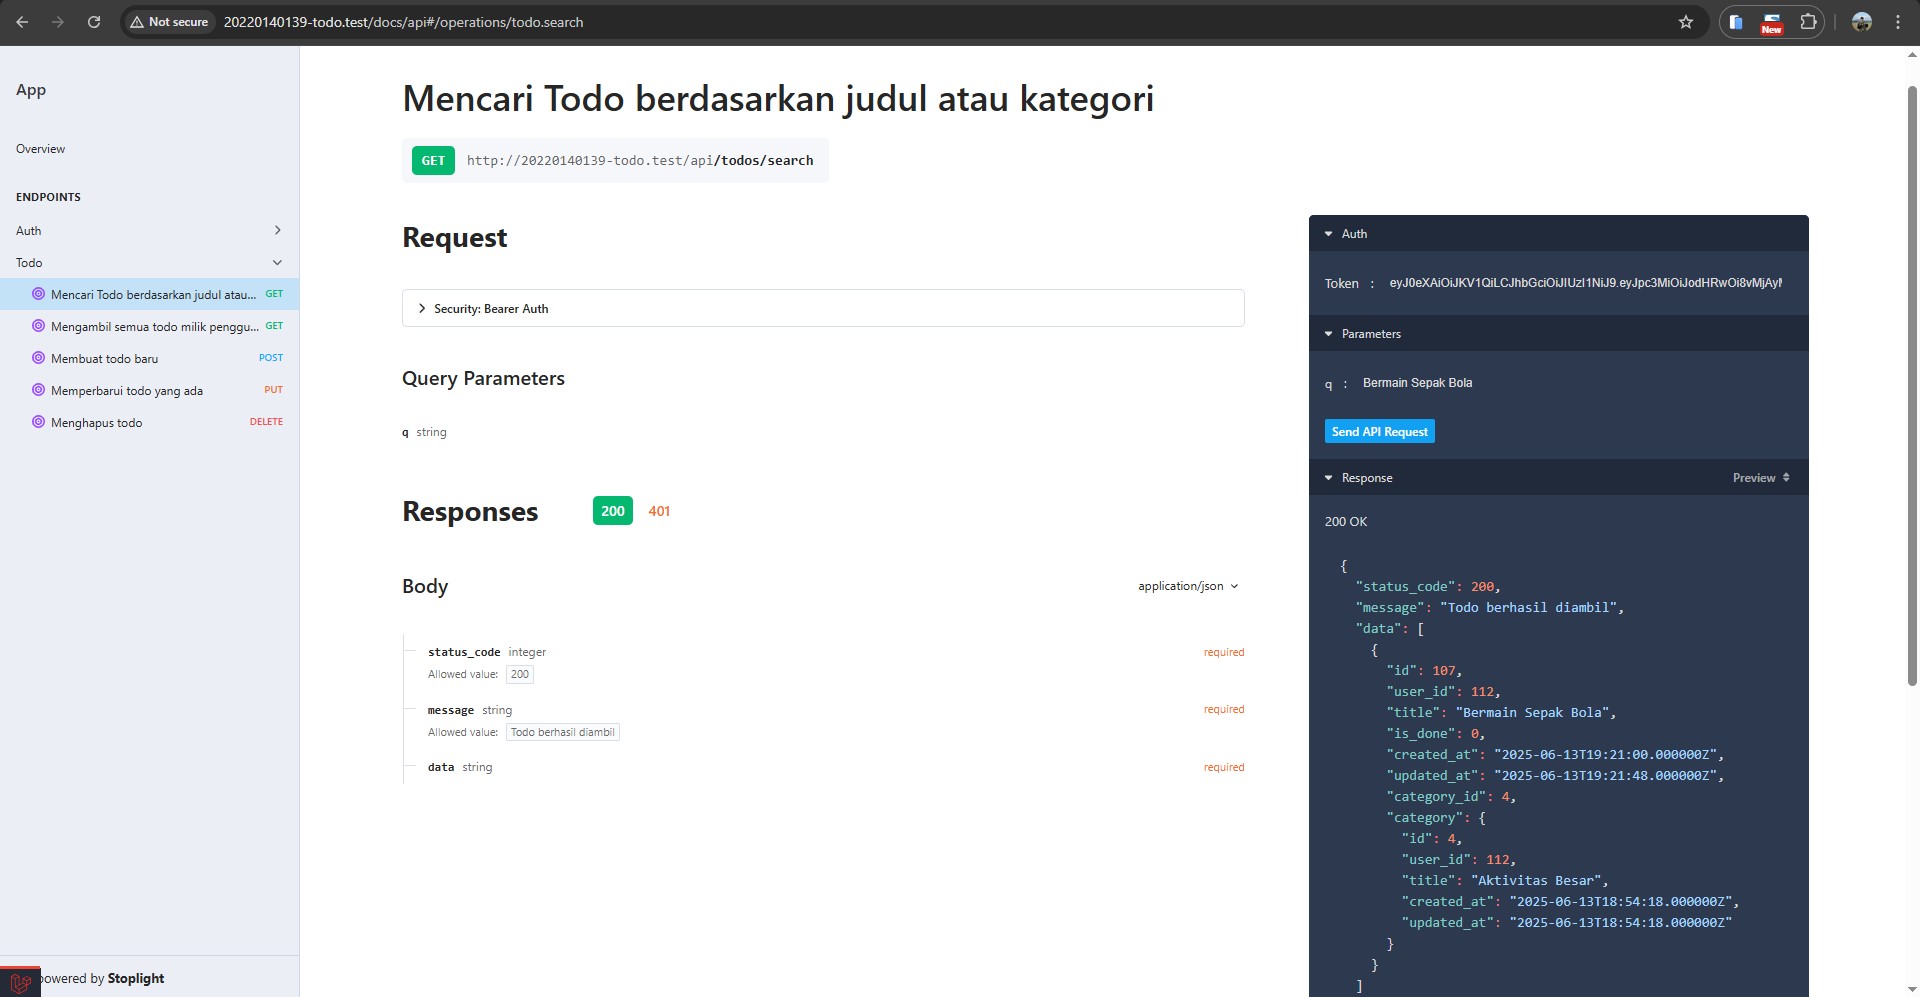 Not secure
20220140139-todo.test/docs/api#/operations/todo.search
New
App
Overview
ENDPOINTS
Auth
Todo
Mencari Todo berdasarkan judul atau... GET
Mengambil semua todo milik penggu... GET
Membuat todo baru POST
Memperbarui todo yang ada PUT
Menghapus todo DELETE
powered by Stoplight
Mencari Todo berdasarkan judul atau kategori
GET http://20220140139-todo.test/api/todos/search
Request
Security: Bearer Auth
Query Parameters
q string
Responses 200 401
Body application/json
status_code integer required
Allowed value: 200
message string required
Allowed value: Todo berhasil diambil
data string required
Auth
Token : eyJ0eXAiOiJKV1QiLCJhbGciOiJIUzI1NiJ9.eyJpc3MiOiJodHRwOi8vMjAyM
Parameters
q : Bermain Sepak Bola
Send API Request
Response Preview
200 OK
{
"status_code": 200,
"message": "Todo berhasil diambil",
"data": [
{
"id": 107,
"user_id": 112,
"title": "Bermain Sepak Bola",
"is_done": 0,
"created_at": "2025-06-13T19:21:00.000000Z",
"updated_at": "2025-06-13T19:21:48.000000Z",
"category_id": 4,
"category": {
"id": 4,
"user_id": 112,
"title": "Aktivitas Besar",
"created_at": "2025-06-13T18:54:18.000000Z",
"updated_at": "2025-06-13T18:54:18.000000Z"
}
}
]